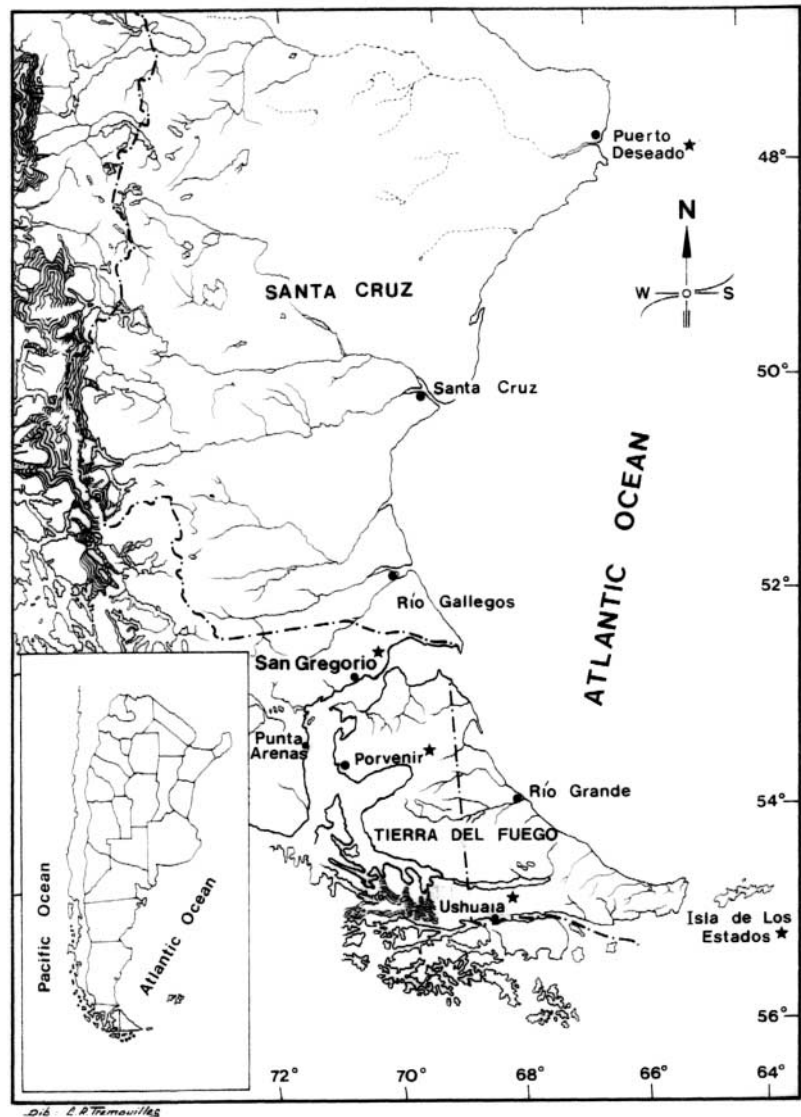 Puerto
Deseado
48°
N
W S
SANTA CRUZ
50°
Santa Cruz
ATLANTIC OCEAN
52°
Río Gallegos
San Gregorio
Punta
Arenas
Porvenir
Río Grande
54°
TIERRA DEL FUEGO
Ushuaia
Isla de Los
Estados
Pacific Ocean
Atlantic Ocean
56°
72° 70° 68° 66° 64°
Dib: L.R.Tremouilles